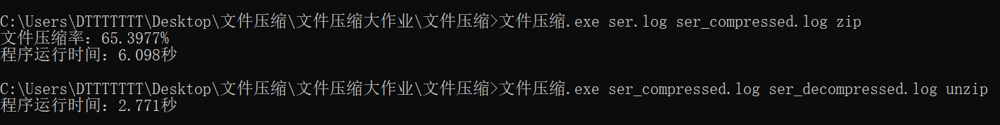 C:\Users\DTTTTTTT\Desktop\文件压缩\文件压缩大作业\文件压缩>文件压缩.exe ser.log ser_compressed.log zip
文件压缩率：65.3977%
程序运行时间：6.098秒
C:\Users\DTTTTTTT\Desktop\文件压缩\文件压缩大作业\文件压缩>文件压缩.exe ser_compressed.log ser_decompressed.log unzip
程序运行时间：2.771秒